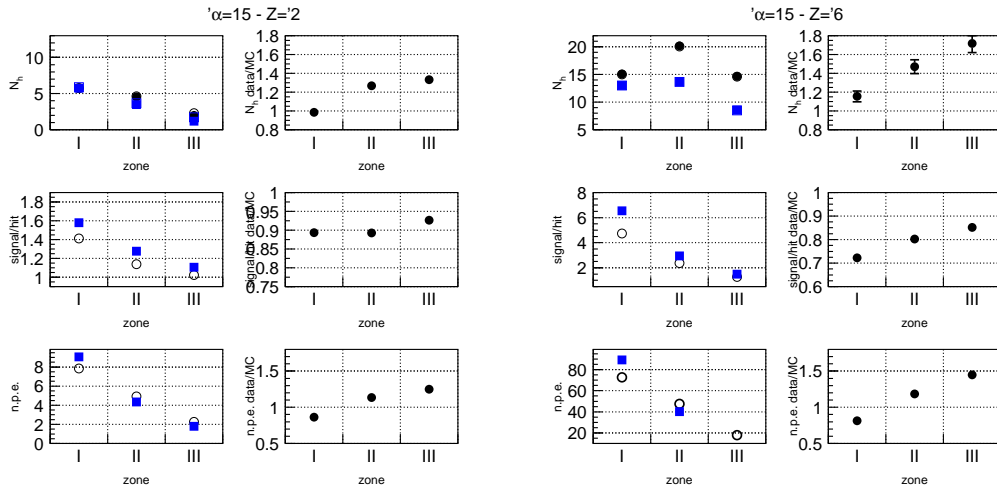 'α=15 - Z='2
'α=15 - Z='6
N_h
10
5
0
I II III
zone
N_h data/MC
1.8
1.6
1.4
1.2
1
0.8
I II III
zone
N_h
20
15
10
5
I II III
zone
N_h data/MC
1.8
1.6
1.4
1.2
1
0.8
I II III
zone
signal/hit
1.8
1.6
1.4
1.2
1
I II III
zone
signal/hit data/MC
1
0.95
0.9
0.85
0.8
0.75
I II III
zone
signal/hit
8
6
4
2
I II III
zone
signal/hit data/MC
1
0.9
0.8
0.7
0.6
I II III
zone
n.p.e.
8
6
4
2
0
I II III
zone
n.p.e. data/MC
1.5
1
0.5
I II III
zone
n.p.e.
80
60
40
20
I II III
zone
n.p.e. data/MC
1.5
1
0.5
I II III
zone